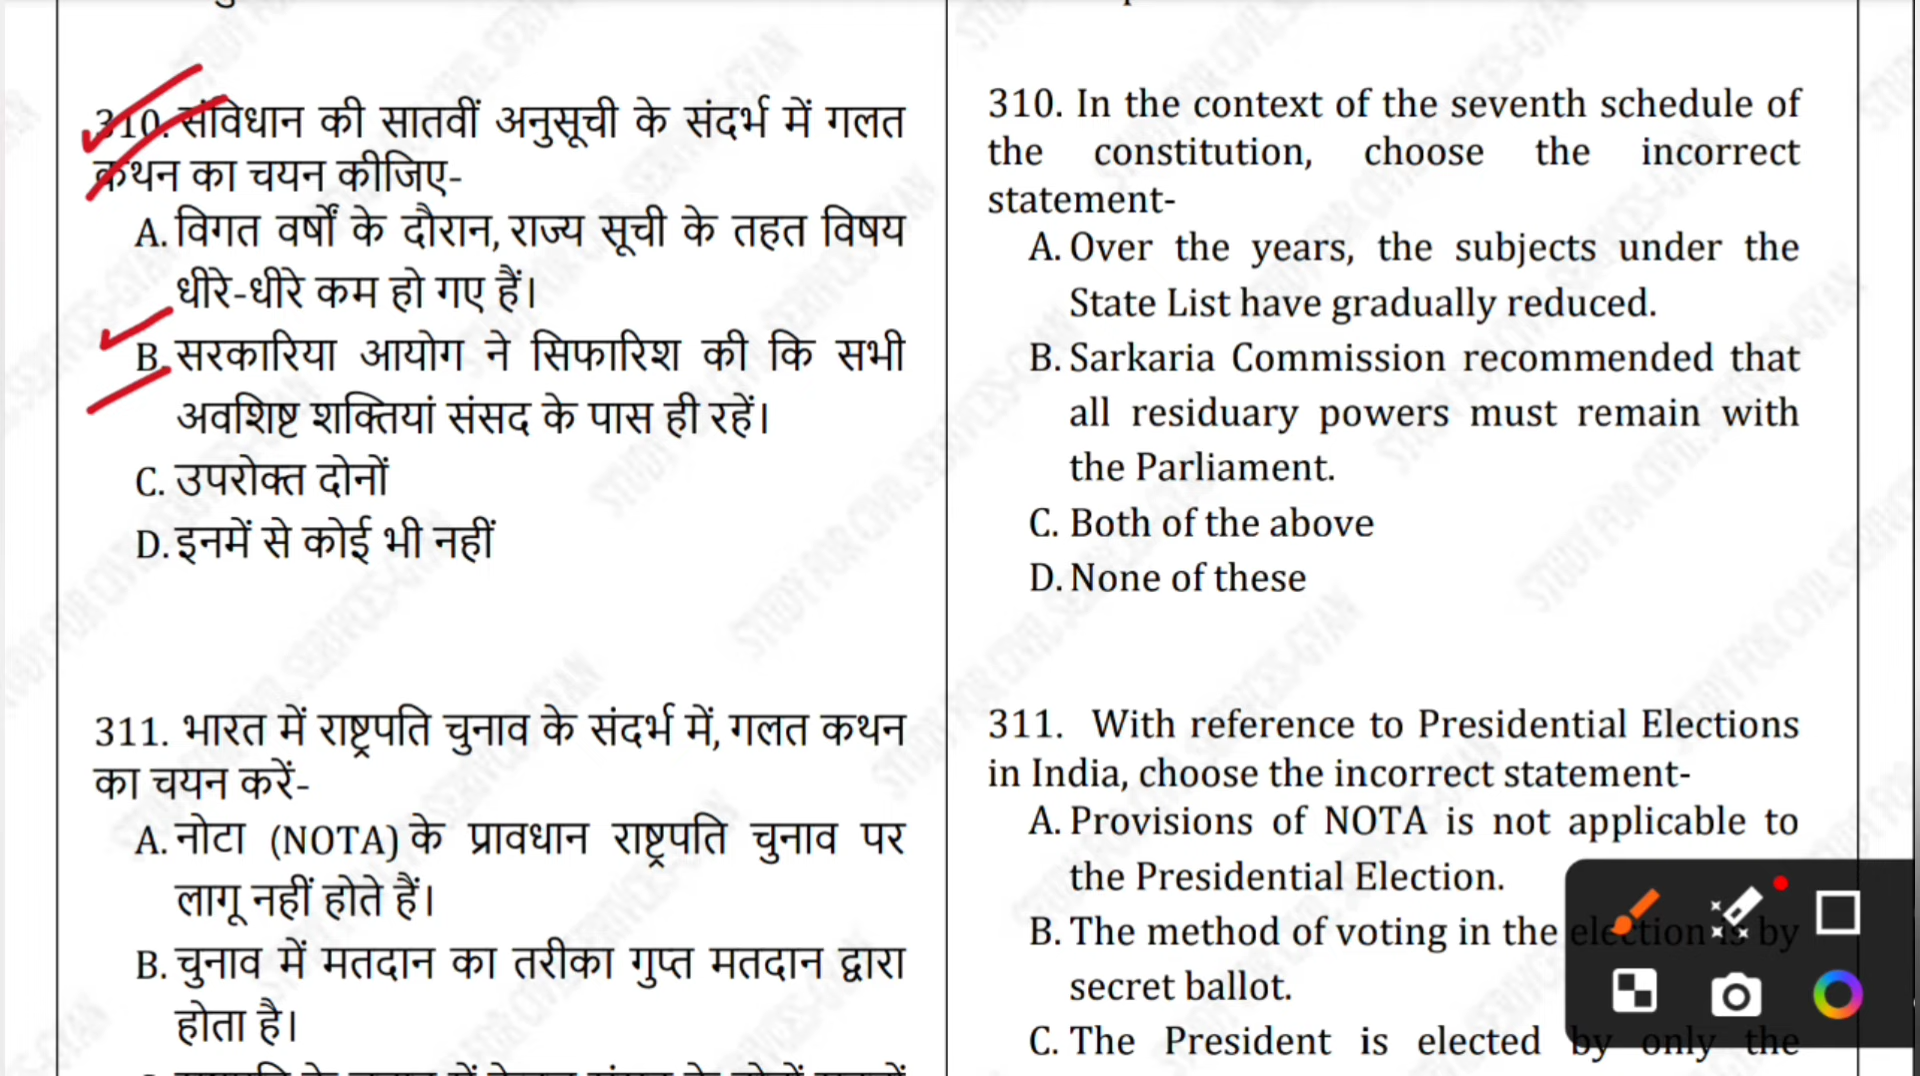 310. संविधान की सातवीं अनुसूची के संदर्भ में गलत
कथन का चयन कीजिए-
A. विगत वर्षों के दौरान, राज्य सूची के तहत विषय
धीरे-धीरे कम हो गए हैं।
B. सरकारिया आयोग ने सिफारिश की कि सभी
अवशिष्ट शक्तियां संसद के पास ही रहें।
C. उपरोक्त दोनों
D. इनमें से कोई भी नहीं
311. भारत में राष्ट्रपति चुनाव के संदर्भ में, गलत कथन
का चयन करें-
A. नोटा (NOTA) के प्रावधान राष्ट्रपति चुनाव पर
लागू नहीं होते हैं।
B. चुनाव में मतदान का तरीका गुप्त मतदान द्वारा
होता है।
310. In the context of the seventh schedule of
the constitution, choose the incorrect
statement-
A. Over the years, the subjects under the
State List have gradually reduced.
B. Sarkaria Commission recommended that
all residuary powers must remain with
the Parliament.
C. Both of the above
D. None of these
311. With reference to Presidential Elections
in India, choose the incorrect statement-
A. Provisions of NOTA is not applicable to
the Presidential Election.
B. The method of voting in the election is by
secret ballot.
C. The President is elected by only the
STUDY FOR CIVIL SERVICES-GYAN